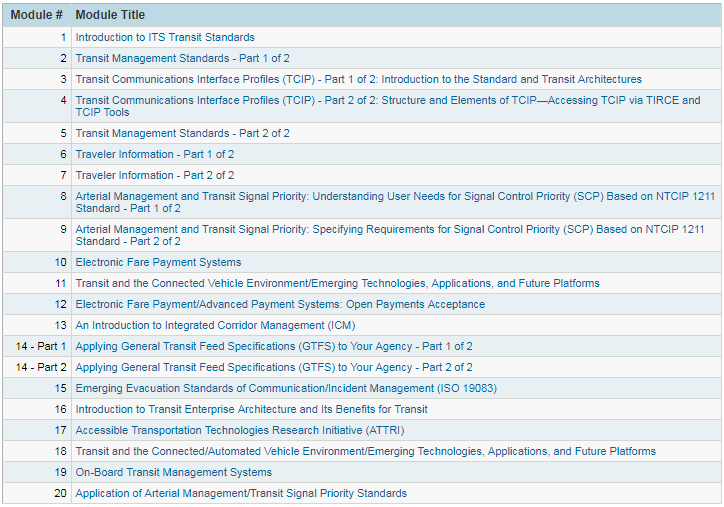 Module # Module Title
1 Introduction to ITS Transit Standards
2 Transit Management Standards - Part 1 of 2
3 Transit Communications Interface Profiles (TCIP) - Part 1 of 2: Introduction to the Standard and Transit Architectures
4 Transit Communications Interface Profiles (TCIP) - Part 2 of 2: Structure and Elements of TCIP—Accessing TCIP via TIRCE and
TCIP Tools
5 Transit Management Standards - Part 2 of 2
6 Traveler Information - Part 1 of 2
7 Traveler Information - Part 2 of 2
8 Arterial Management and Transit Signal Priority: Understanding User Needs for Signal Control Priority (SCP) Based on NTCIP 1211
Standard - Part 1 of 2
9 Arterial Management and Transit Signal Priority: Specifying Requirements for Signal Control Priority (SCP) Based on NTCIP 1211
Standard - Part 2 of 2
10 Electronic Fare Payment Systems
11 Transit and the Connected Vehicle Environment/Emerging Technologies, Applications, and Future Platforms
12 Electronic Fare Payment/Advanced Payment Systems: Open Payments Acceptance
13 An Introduction to Integrated Corridor Management (ICM)
14 - Part 1 Applying General Transit Feed Specifications (GTFS) to Your Agency - Part 1 of 2
14 - Part 2 Applying General Transit Feed Specifications (GTFS) to Your Agency - Part 2 of 2
15 Emerging Evacuation Standards of Communication/Incident Management (ISO 19083)
16 Introduction to Transit Enterprise Architecture and Its Benefits for Transit
17 Accessible Transportation Technologies Research Initiative (ATTRI)
18 Transit and the Connected/Automated Vehicle Environment/Emerging Technologies, Applications, and Future Platforms
19 On-Board Transit Management Systems
20 Application of Arterial Management/Transit Signal Priority Standards